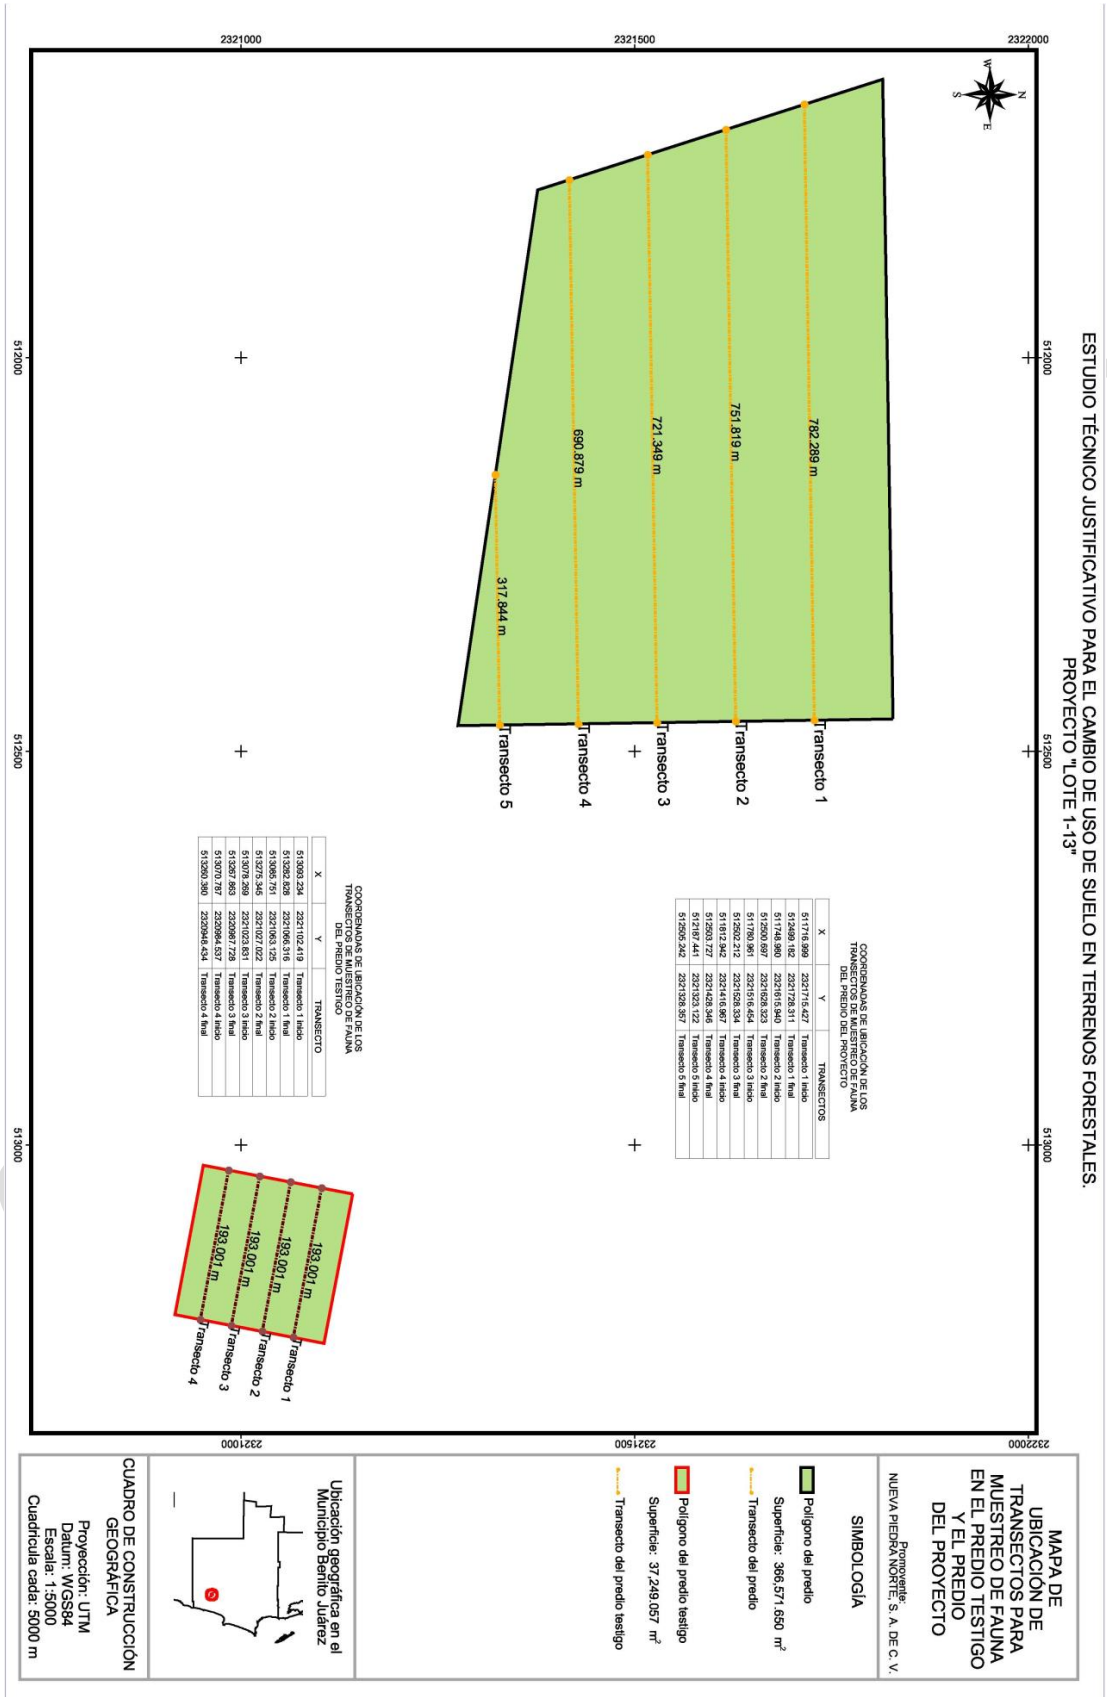 ESTUDIO TÉCNICO JUSTIFICATIVO PARA EL CAMBIO DE USO DE SUELO EN TERRENOS FORESTALES.
PROYECTO "LOTE 1-13"
512000
512500
513000
2322000
2321500
2321000
N
W
E
S
782.289 m
751.819 m
721.349 m
690.879 m
317.844 m
Transecto 1
Transecto 2
Transecto 3
Transecto 4
Transecto 5
COORDENADAS DE UBICACIÓN DE LOS
TRANSECTOS DE MUESTREO DE FAUNA
DEL PREDIO DEL PROYECTO
X Y TRANSECTOS
511716.999 2321715.427 Transecto 1 inicio
512499.182 2321728.311 Transecto 1 final
511748.980 2321615.940 Transecto 2 inicio
512500.697 2321628.323 Transecto 2 final
511780.961 2321516.454 Transecto 3 inicio
512502.212 2321528.334 Transecto 3 final
511812.942 2321416.967 Transecto 4 inicio
512503.727 2321428.346 Transecto 4 final
512187.441 2321323.122 Transecto 5 inicio
512505.242 2321328.357 Transecto 5 final
COORDENADAS DE UBICACIÓN DE LOS
TRANSECTOS DE MUESTREO DE FAUNA
DEL PREDIO TESTIGO
X Y TRANSECTO
513093.234 2321102.419 Transecto 1 inicio
513282.828 2321066.316 Transecto 1 final
513085.751 2321063.125 Transecto 2 inicio
513275.345 2321027.022 Transecto 2 final
513078.269 2321023.831 Transecto 3 inicio
513267.863 2320987.728 Transecto 3 final
513070.787 2320984.537 Transecto 4 inicio
513260.380 2320948.434 Transecto 4 final
193.001 m
193.001 m
193.001 m
193.001 m
Transecto 1
Transecto 2
Transecto 3
Transecto 4
2322000
2321500
2321000
512000
512500
513000
MAPA DE
UBICACIÓN DE
TRANSECTOS PARA
MUESTREO DE FAUNA
EN EL PREDIO TESTIGO
Y EL PREDIO
DEL PROYECTO
Promovente:
NUEVA PIEDRA NORTE, S. A. DE C. V.
SIMBOLOGÍA
Polígono del predio
Superficie: 366,571.650 m²
Transecto del predio
Polígono del predio testigo
Superficie: 37,249.057 m²
Transecto del predio testigo
Ubicación geográfica en el
Municipio Benito Juárez
CUADRO DE CONSTRUCCIÓN
GEOGRÁFICA
Proyección: UTM
Datum: WGS84
Escala: 1:5000
Cuadrícula cada: 5000 m